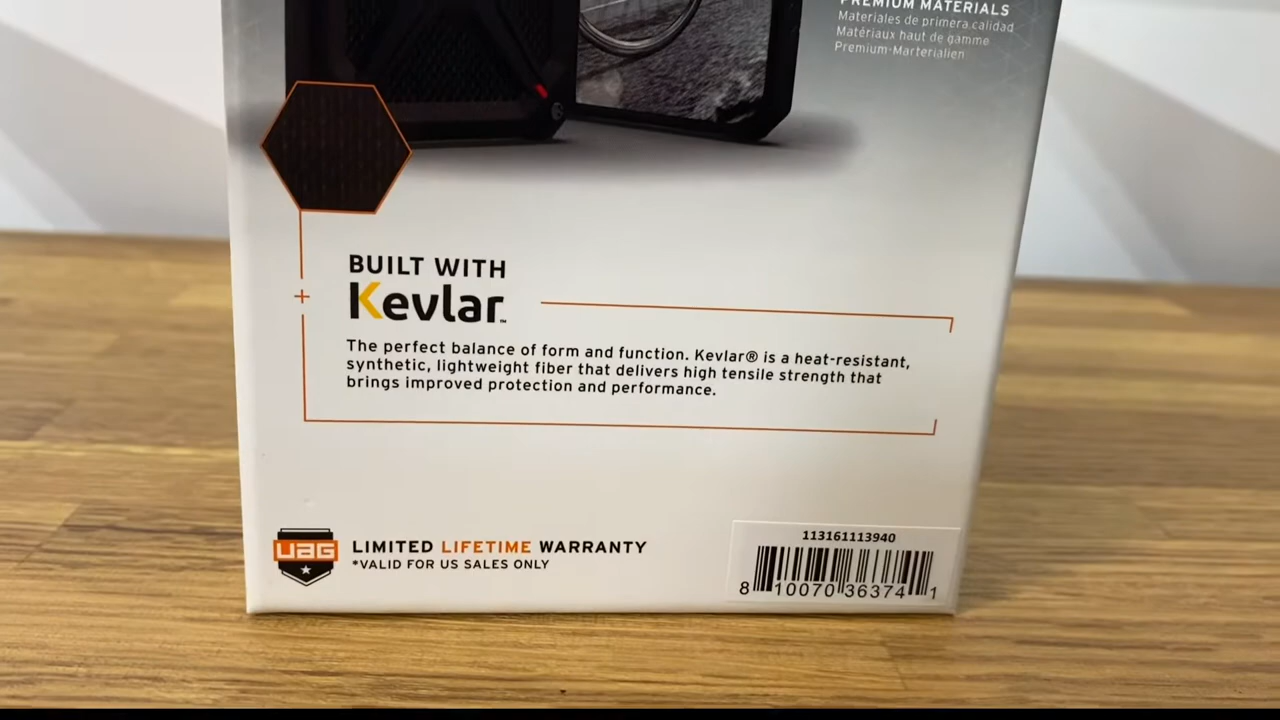 PREMIUM MATERIALS
Materiales de primera calidad
Matériaux haut de gamme
Premium-Marterialien
BUILT WITH
Kevlar™
The perfect balance of form and function. Kevlar® is a heat-resistant,
synthetic, lightweight fiber that delivers high tensile strength that
brings improved protection and performance.
UAG
LIMITED LIFETIME WARRANTY
*VALID FOR US SALES ONLY
113161113940
8 10070 36374 1